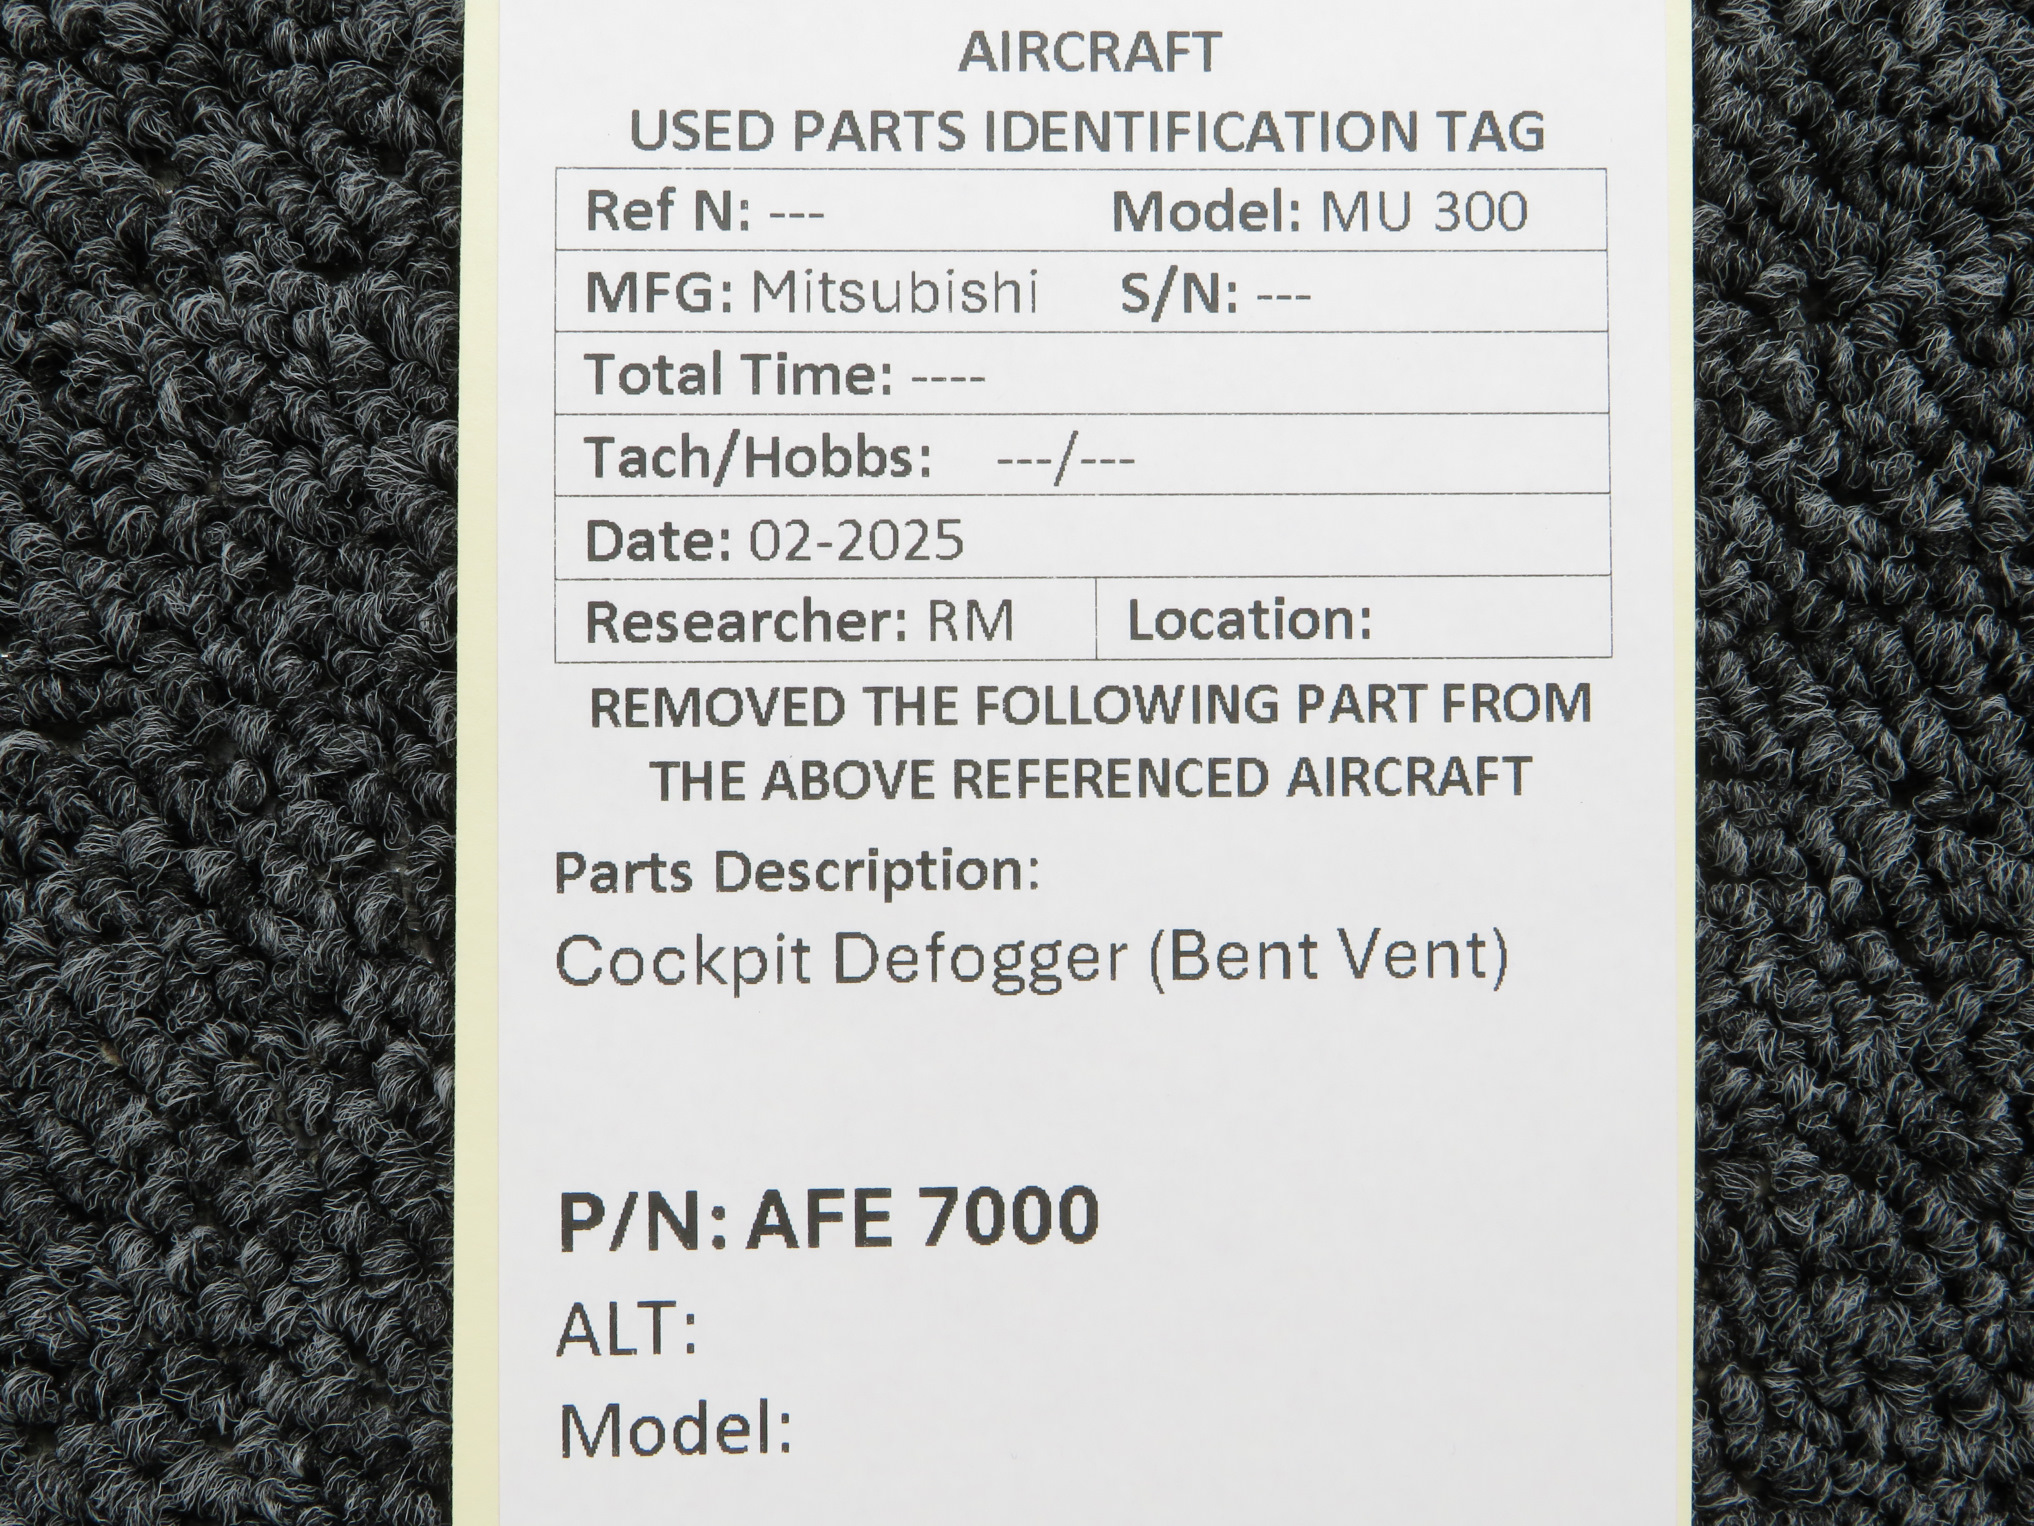 AIRCRAFT
USED PARTS IDENTIFICATION TAG
Ref N: --- Model: MU 300
MFG: Mitsubishi S/N: ---
Total Time: ----
Tach/Hobbs: ---/---
Date: 02-2025
Researcher: RM Location:
REMOVED THE FOLLOWING PART FROM
THE ABOVE REFERENCED AIRCRAFT
Parts Description:
Cockpit Defogger (Bent Vent)
P/N: AFE 7000
ALT:
Model: